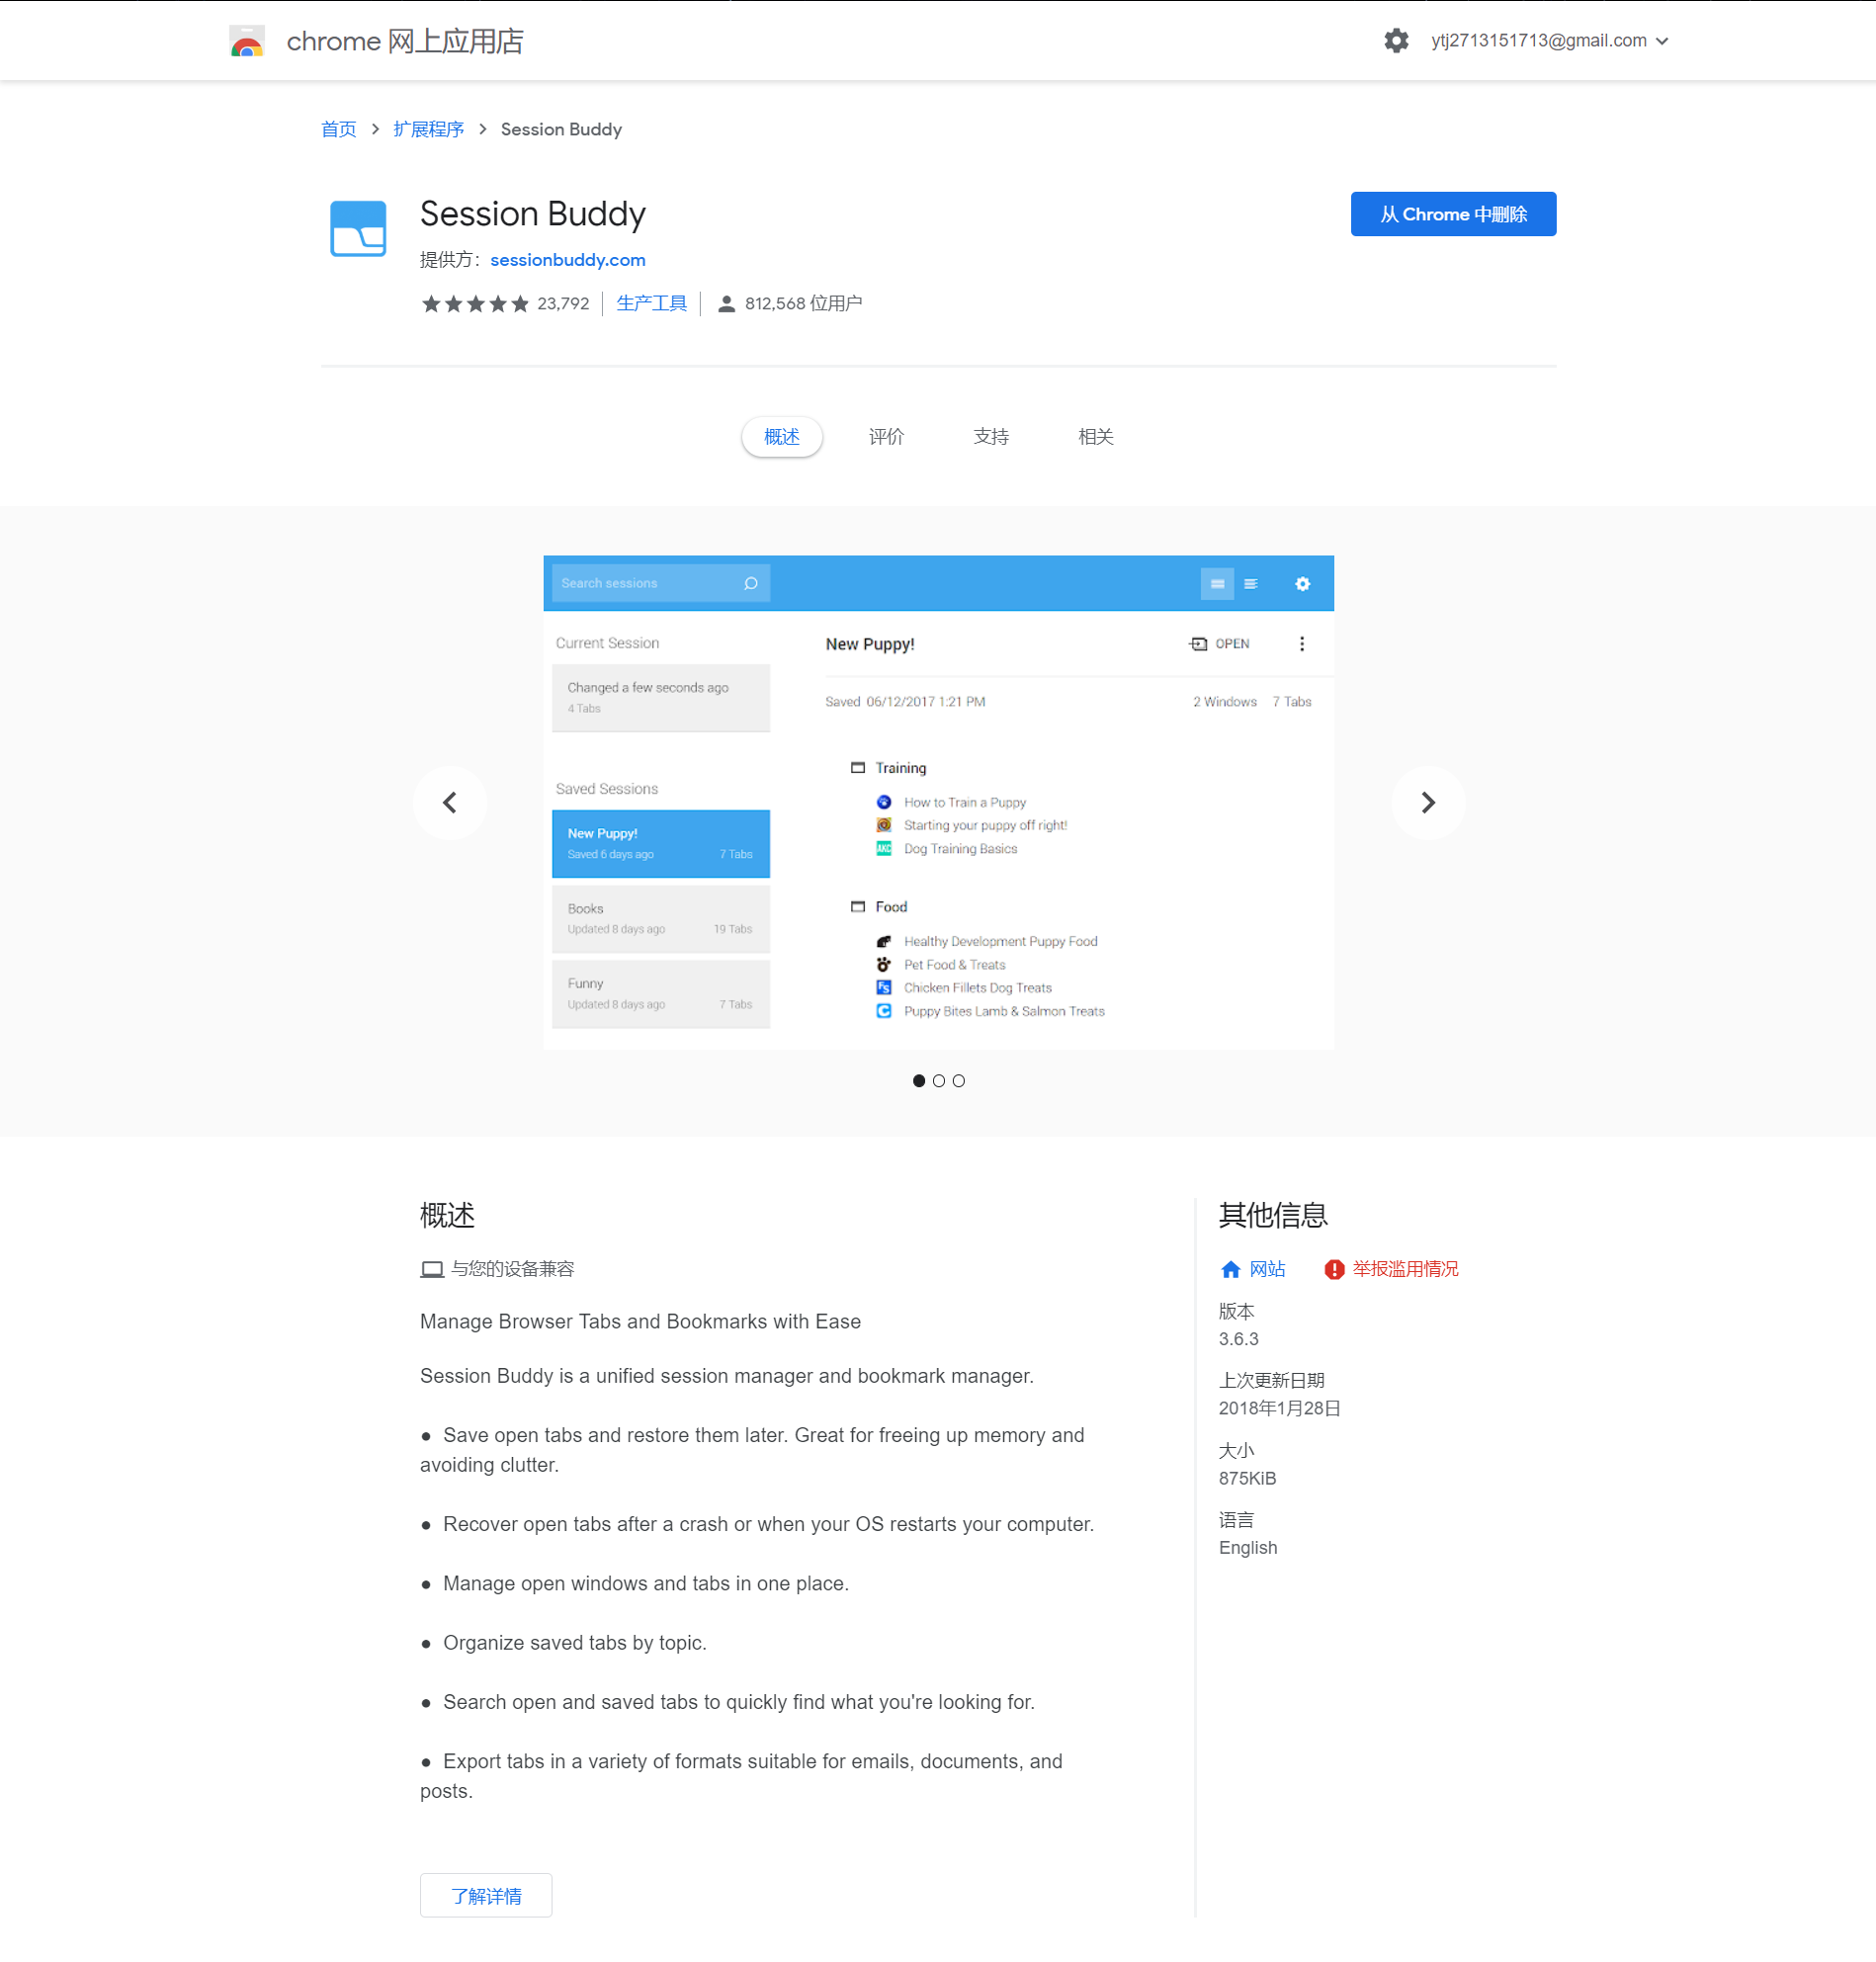 chrome 网上应用店
ytj2713151713@gmail.com
首页 > 扩展程序 > Session Buddy
Session Buddy
从 Chrome 中删除
提供方： sessionbuddy.com
23,792 生产工具 812,568 位用户
概述 评价 支持 相关
Search sessions
Current Session
Changed a few seconds ago
4 Tabs
Saved Sessions
New Puppy!
Saved 6 days ago 7 Tabs
Books
Updated 8 days ago 19 Tabs
Funny
Updated 8 days ago 7 Tabs
New Puppy! OPEN
Saved 06/12/2017 1:21 PM 2 Windows 7 Tabs
Training
How to Train a Puppy
Starting your puppy off right!
AKC Dog Training Basics
Food
Healthy Development Puppy Food
Pet Food & Treats
FS Chicken Fillets Dog Treats
C Puppy Bites Lamb & Salmon Treats
概述
与您的设备兼容
Manage Browser Tabs and Bookmarks with Ease
Session Buddy is a unified session manager and bookmark manager.
● Save open tabs and restore them later. Great for freeing up memory and
avoiding clutter.
● Recover open tabs after a crash or when your OS restarts your computer.
● Manage open windows and tabs in one place.
● Organize saved tabs by topic.
● Search open and saved tabs to quickly find what you're looking for.
● Export tabs in a variety of formats suitable for emails, documents, and
posts.
了解详情
其他信息
网站 举报滥用情况
版本
3.6.3
上次更新日期
2018年1月28日
大小
875KiB
语言
English